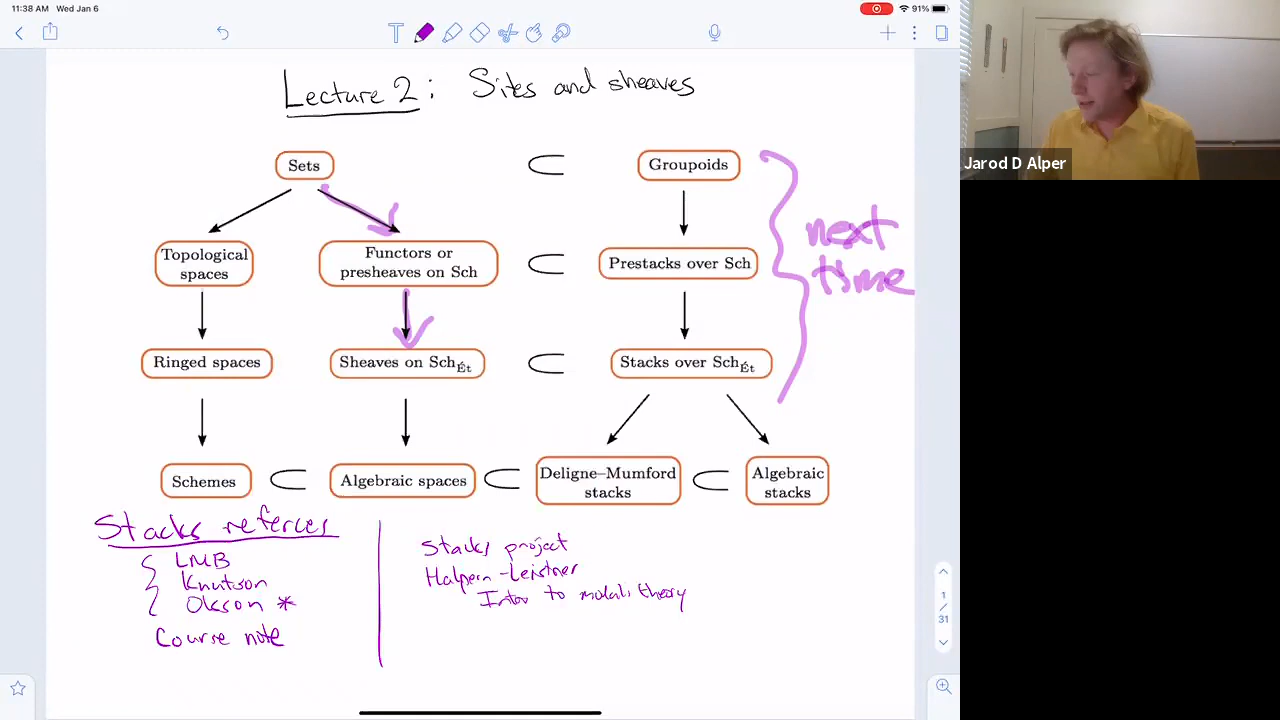 11:38 AM Wed Jan 6
91%
Lecture 2: Sites and sheaves
Sets
⊂
Groupoids
Topological spaces
Functors or presheaves on Sch
⊂
Prestacks over Sch
next time
Ringed spaces
Sheaves on SchÉt
⊂
Stacks over SchÉt
Schemes
⊂
Algebraic spaces
⊂
Deligne–Mumford stacks
⊂
Algebraic stacks
Stacks refernces
LMB
Knutson
Olsson *
Course note
Stacks project
Halpern-Leistner
Intro to moduli theory
1
/
31
Jarod D Alper